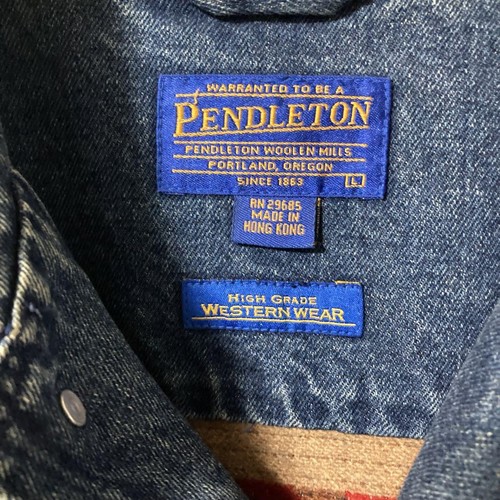 WARRANTED TO BE A
PENDLETON
PENDLETON WOOLEN MILLS
PORTLAND, OREGON
SINCE 1863 L
RN 29685
MADE IN
HONG KONG
HIGH GRADE
WESTERN WEAR